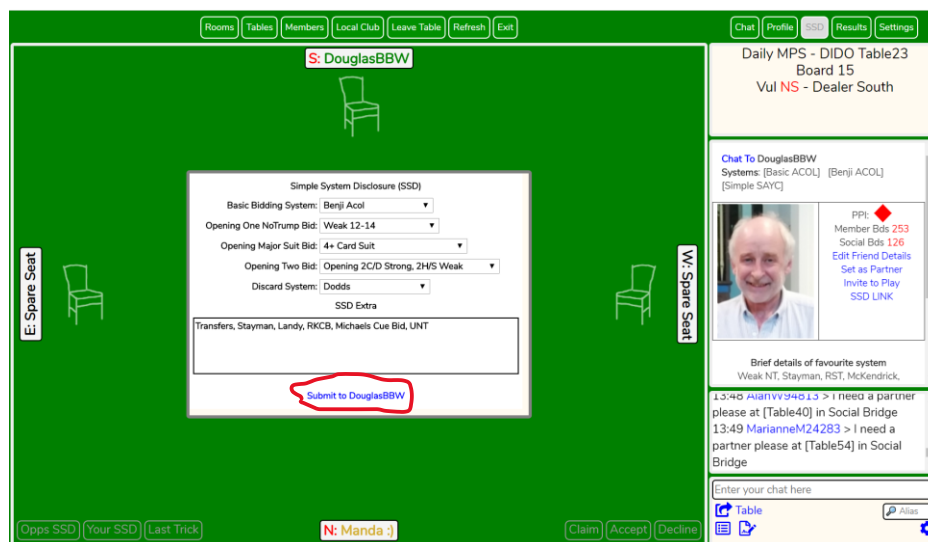 Rooms Tables Members Local Club Leave Table Refresh Exit
Chat Profile SSD Results Settings
S: DouglasBBW
Daily MPS - DIDO Table23
Board 15
Vul NS - Dealer South
Simple System Disclosure (SSD)
Basic Bidding System: Benji Acol
Opening One NoTrump Bid: Weak 12-14
Opening Major Suit Bid: 4+ Card Suit
Opening Two Bid: Opening 2C/D Strong, 2H/S Weak
Discard System: Dodds
SSD Extra
Transfers, Stayman, Landy, RKCB, Michaels Cue Bid, UNT
Submit to DouglasBBW
E: Spare Seat
W: Spare Seat
Chat To DouglasBBW
Systems: [Basic ACOL] [Benji ACOL]
[Simple SAYC]
PPI:
Member Bds 253
Social Bds 126
Edit Friend Details
Set as Partner
Invite to Play
SSD LINK
Brief details of favourite system
Weak NT, Stayman, RST, McKendrick,
13:48 AlanW94813 > I need a partner
please at [Table40] in Social Bridge
13:49 MarianneM24283 > I need a
partner please at [Table54] in Social
Bridge
Enter your chat here
Table
Alias
Opps SSD Your SSD Last Trick
N: Manda :)
Claim Accept Decline